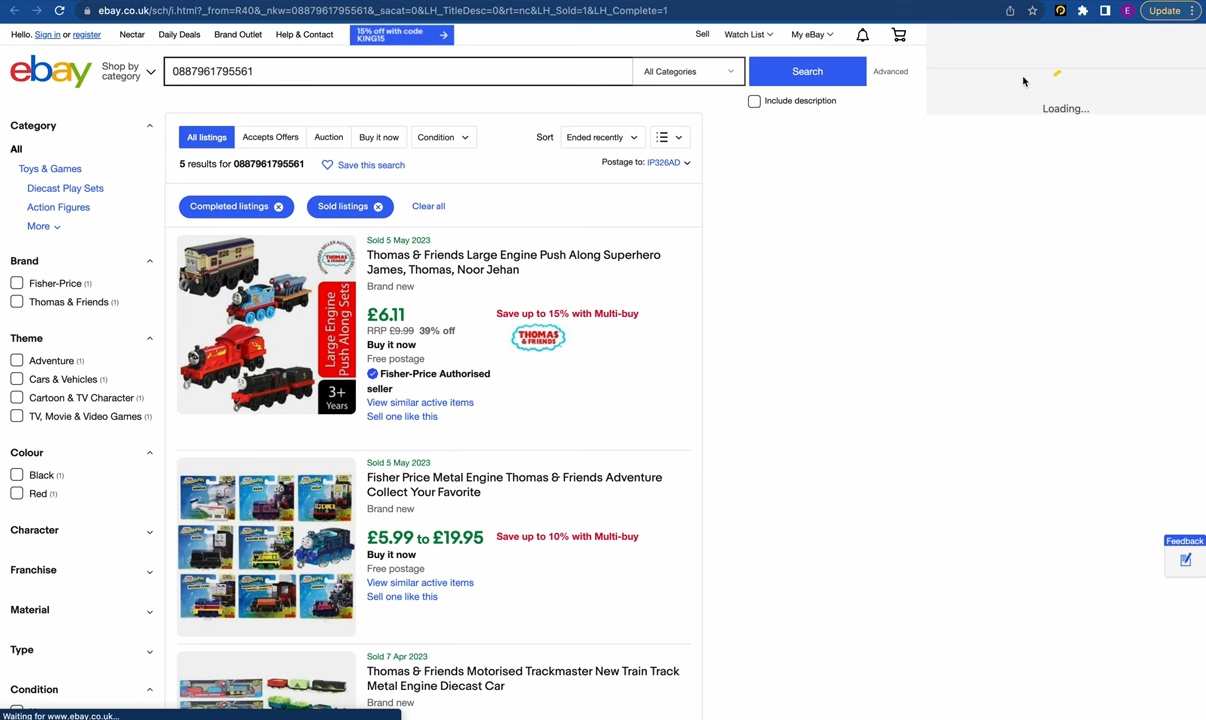 ebay.co.uk/sch/i.html?_from=R40&_nkw=0887961795561&_sacat=0&LH_TitleDesc=0&rt=nc&LH_Sold=1&LH_Complete=1
E
Update
Hello. Sign in or register
Nectar
Daily Deals
Brand Outlet
Help & Contact
15% off with code
KING15
Sell
Watch List
My eBay
ebay
Shop by
category
0887961795561
All Categories
Search
Advanced
Include description
Loading...
Category
All
Toys & Games
Diecast Play Sets
Action Figures
More
Brand
Fisher-Price (1)
Thomas & Friends (1)
Theme
Adventure (1)
Cars & Vehicles (1)
Cartoon & TV Character (1)
TV, Movie & Video Games (1)
Colour
Black (1)
Red (1)
Character
Franchise
Material
Type
Condition
All listings
Accepts Offers
Auction
Buy it now
Condition
Sort
Ended recently
5 results for 0887961795561
Save this search
Postage to: IP326AD
Completed listings
Sold listings
Clear all
THOMAS
& FRIENDS
Large Engine
Push Along Sets
3+
Years
Sold 5 May 2023
Thomas & Friends Large Engine Push Along Superhero
James, Thomas, Noor Jehan
Brand new
£6.11
RRP £9.99 39% off
Buy it now
Free postage
Fisher-Price Authorised
seller
View similar active items
Sell one like this
Save up to 15% with Multi-buy
THOMAS
& FRIENDS
Sold 5 May 2023
Fisher Price Metal Engine Thomas & Friends Adventure
Collect Your Favorite
Brand new
£5.99 to £19.95
Buy it now
Free postage
View similar active items
Sell one like this
Save up to 10% with Multi-buy
Sold 7 Apr 2023
Thomas & Friends Motorised Trackmaster New Train Track
Metal Engine Diecast Car
Brand new
Feedback
Waiting for www.ebay.co.uk...